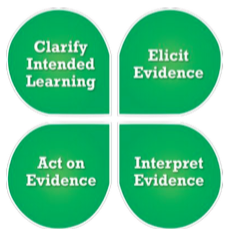 Clarify
Intended
Learning
Elicit
Evidence
Act on
Evidence
Interpret
Evidence